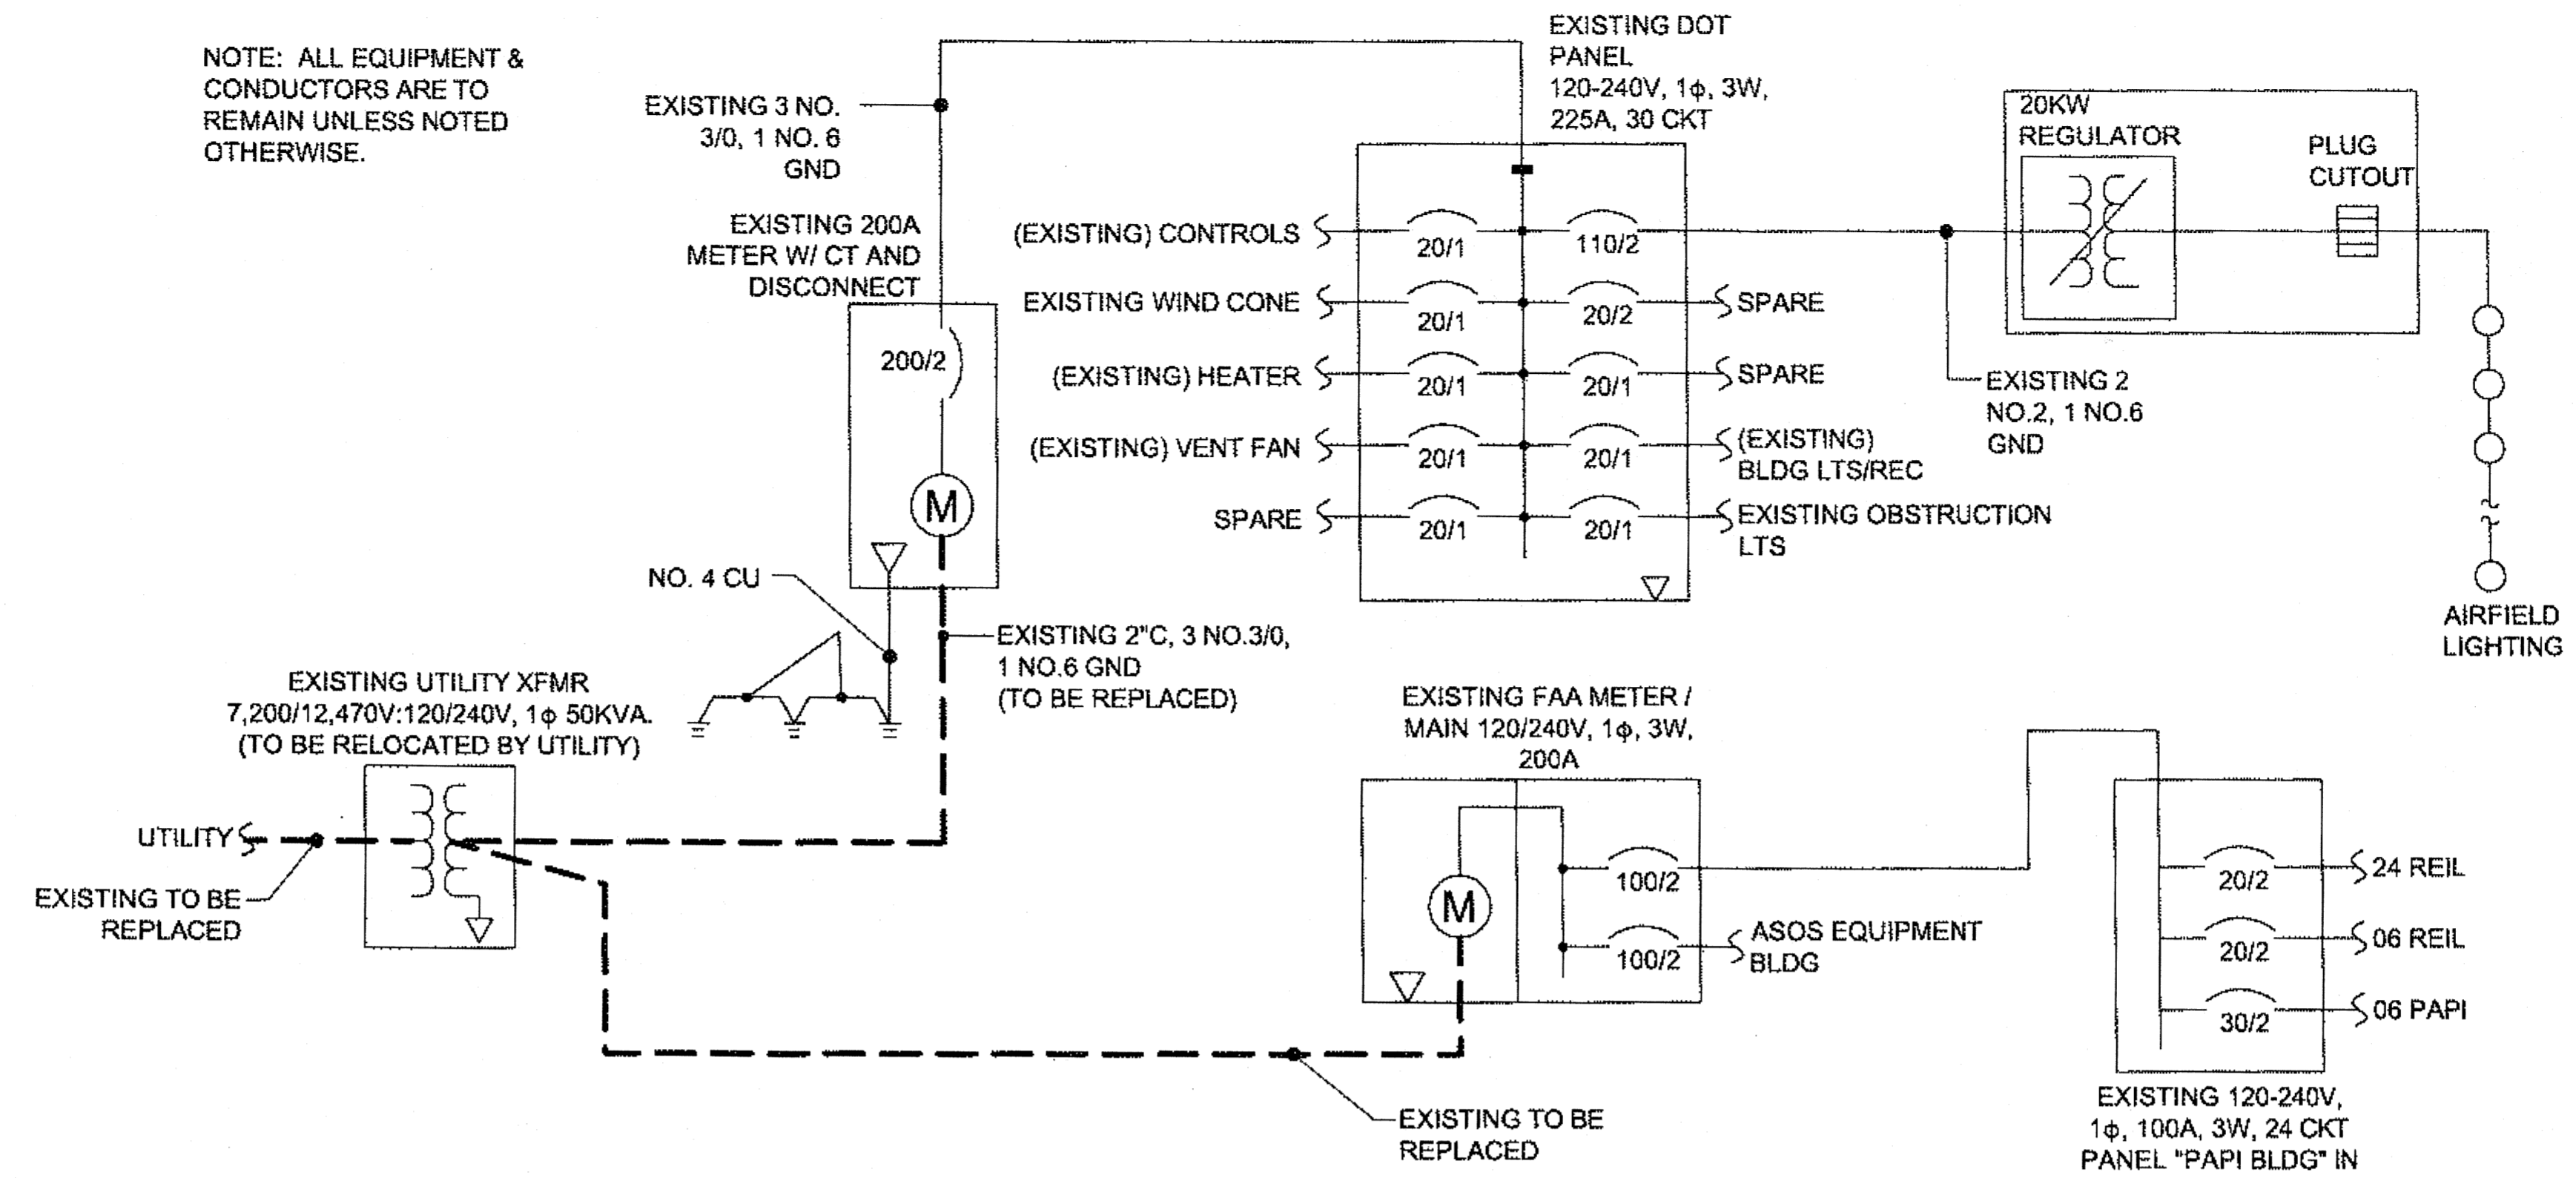 NOTE: ALL EQUIPMENT &
CONDUCTORS ARE TO
REMAIN UNLESS NOTED
OTHERWISE.
EXISTING 3 NO.
3/0, 1 NO. 6
GND
EXISTING 200A
METER W/ CT AND
DISCONNECT
200/2
M
NO. 4 CU
EXISTING 2"C, 3 NO.3/0,
1 NO.6 GND
(TO BE REPLACED)
EXISTING UTILITY XFMR
7,200/12,470V:120/240V, 1ϕ 50KVA.
(TO BE RELOCATED BY UTILITY)
UTILITY
EXISTING TO BE
REPLACED
EXISTING DOT
PANEL
120-240V, 1ϕ, 3W,
225A, 30 CKT
(EXISTING) CONTROLS
20/1
110/2
EXISTING WIND CONE
20/1
20/2
SPARE
(EXISTING) HEATER
20/1
20/1
SPARE
(EXISTING) VENT FAN
20/1
20/1
(EXISTING)
BLDG LTS/REC
SPARE
20/1
20/1
EXISTING OBSTRUCTION
LTS
20KW
REGULATOR
PLUG
CUTOUT
EXISTING 2
NO.2, 1 NO.6
GND
AIRFIELD
LIGHTING
EXISTING FAA METER /
MAIN 120/240V, 1ϕ, 3W,
200A
M
100/2
100/2
ASOS EQUIPMENT
BLDG
EXISTING TO BE
REPLACED
20/2
24 REIL
20/2
06 REIL
30/2
06 PAPI
EXISTING 120-240V,
1ϕ, 100A, 3W, 24 CKT
PANEL "PAPI BLDG" IN